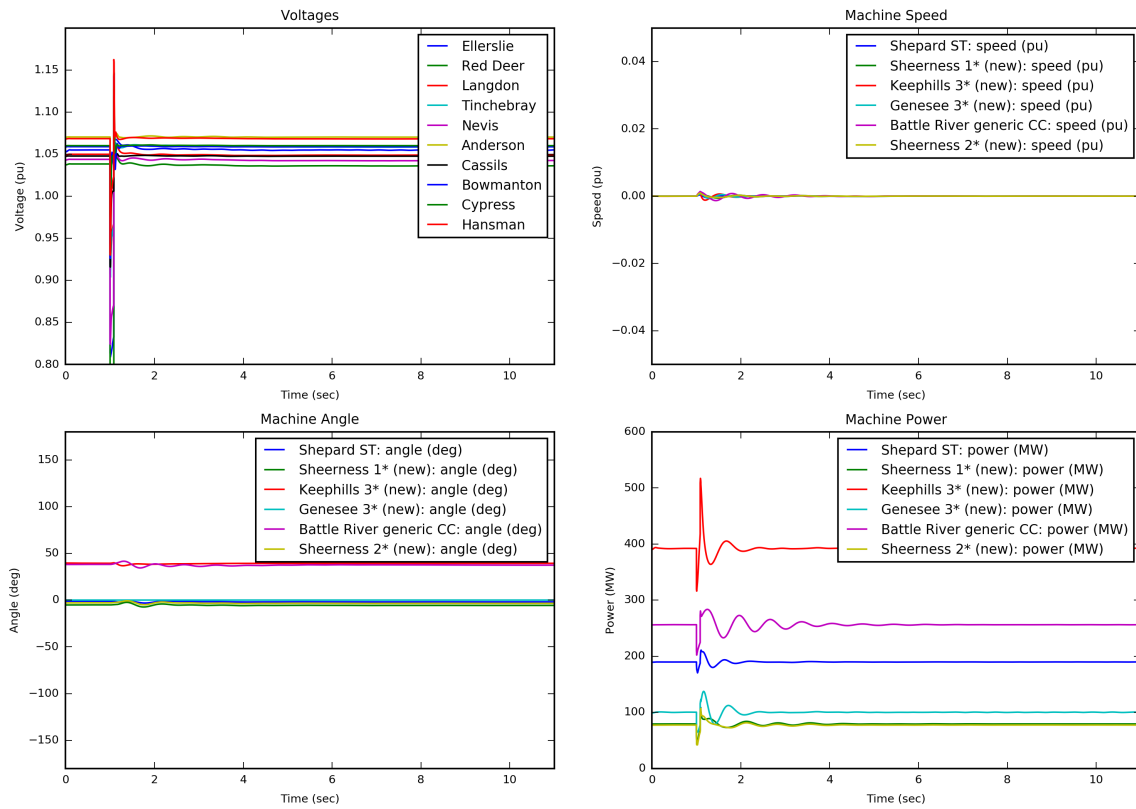 Voltages
1.15
1.10
1.05
1.00
0.95
0.90
0.85
0.80
Voltage (pu)
Ellerslie
Red Deer
Langdon
Tinchebray
Nevis
Anderson
Cassils
Bowmanton
Cypress
Hansman
0 2 4 6 8 10
Time (sec)
Machine Speed
0.04
0.02
0.00
−0.02
−0.04
Speed (pu)
Shepard ST: speed (pu)
Sheerness 1* (new): speed (pu)
Keephills 3* (new): speed (pu)
Genesee 3* (new): speed (pu)
Battle River generic CC: speed (pu)
Sheerness 2* (new): speed (pu)
0 2 4 6 8 10
Time (sec)
Machine Angle
150
100
50
0
−50
−100
−150
Angle (deg)
Shepard ST: angle (deg)
Sheerness 1* (new): angle (deg)
Keephills 3* (new): angle (deg)
Genesee 3* (new): angle (deg)
Battle River generic CC: angle (deg)
Sheerness 2* (new): angle (deg)
0 2 4 6 8 10
Time (sec)
Machine Power
600
500
400
300
200
100
0
Power (MW)
Shepard ST: power (MW)
Sheerness 1* (new): power (MW)
Keephills 3* (new): power (MW)
Genesee 3* (new): power (MW)
Battle River generic CC: power (MW)
Sheerness 2* (new): power (MW)
0 2 4 6 8 10
Time (sec)